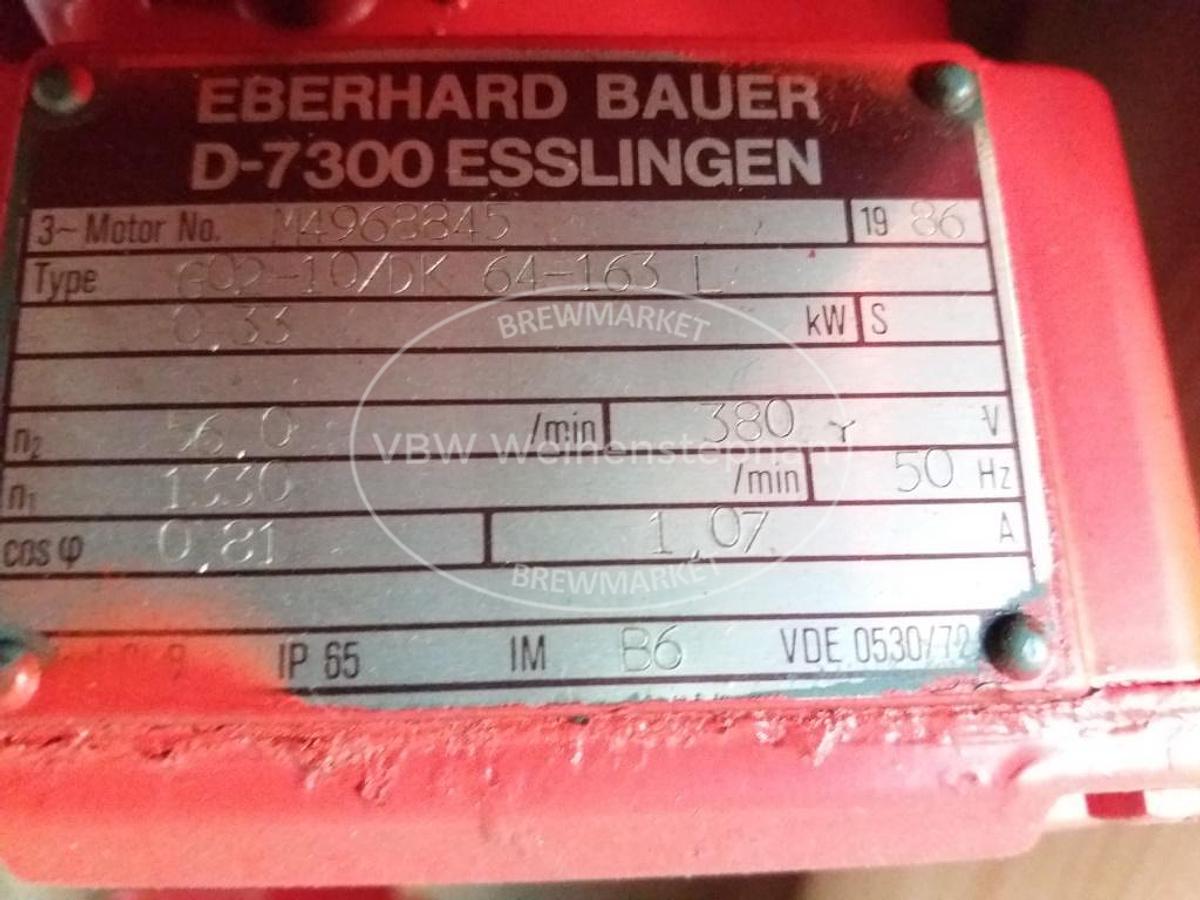 EBERHARD BAUER
D-7300 ESSLINGEN
3~ Motor No. M4968845 19 86
Type G02-10/DK 64-163 L
0.33 kW S
BREWMARKET
n₂ 56,0 /min 380 Y V
VBW Weihenstephan
n₁ 1330 /min 50 Hz
cos φ 0,81 1,07 A
BREWMARKET
IP 65 IM B6 VDE 0530/72